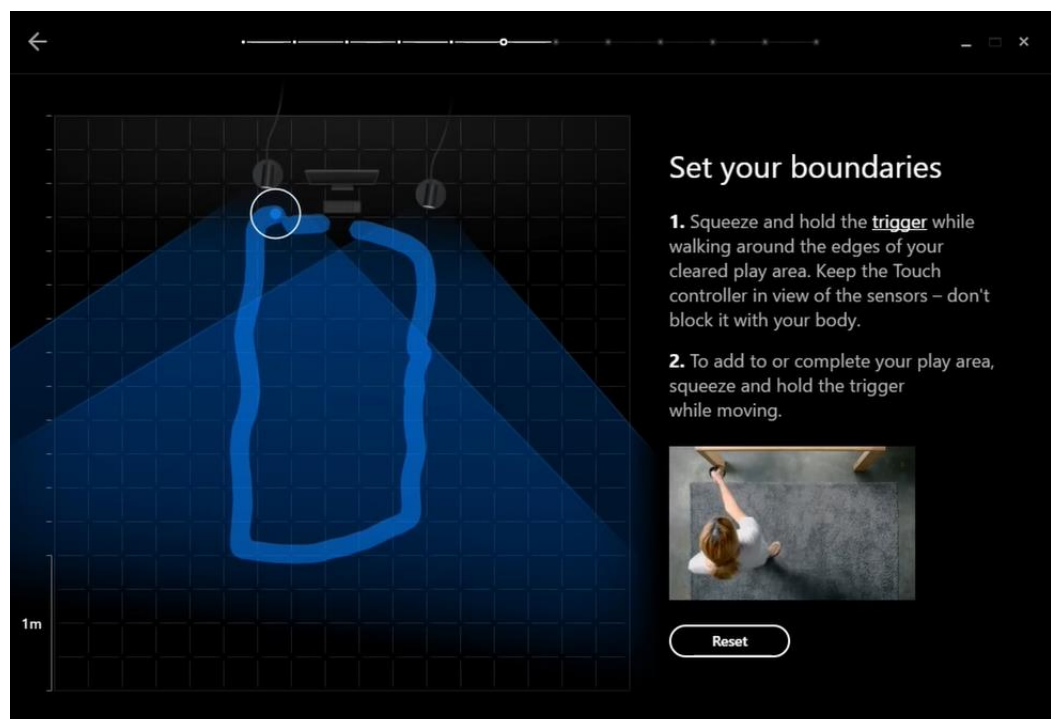 Set your boundaries
1. Squeeze and hold the trigger while
walking around the edges of your
cleared play area. Keep the Touch
controller in view of the sensors – don't
block it with your body.
2. To add to or complete your play area,
squeeze and hold the trigger
while moving.
1m
Reset